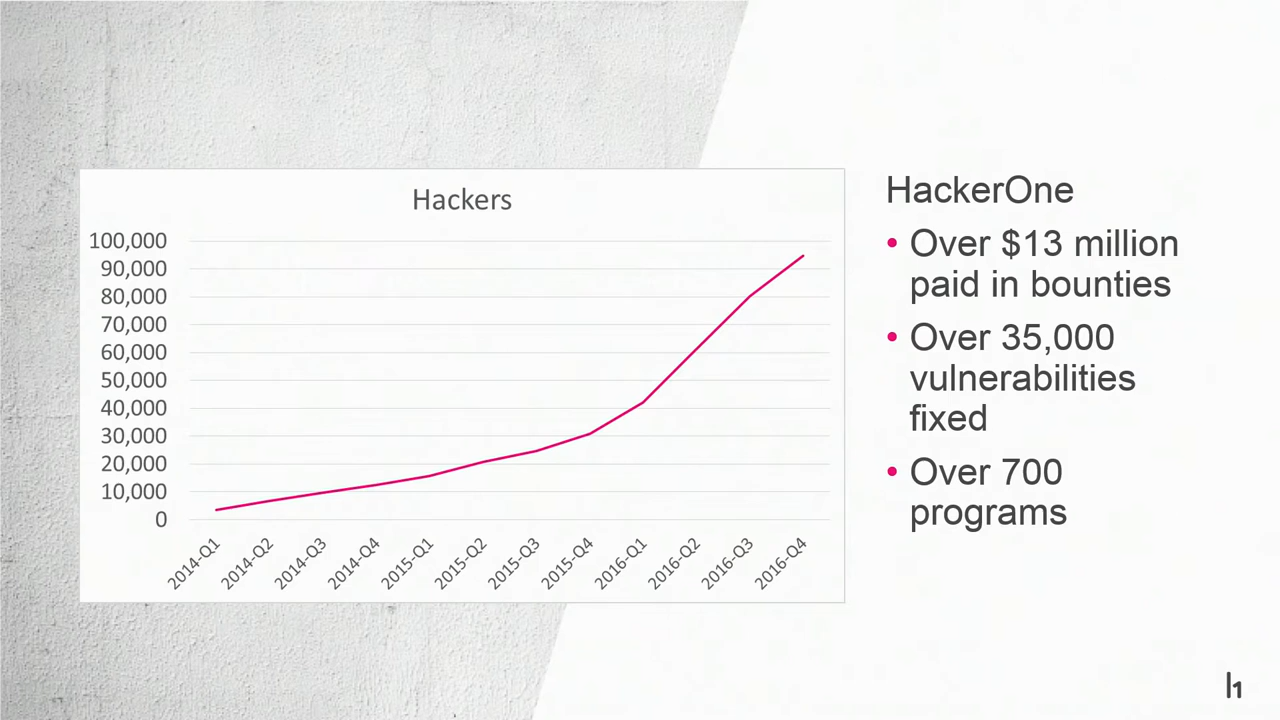 Hackers
100,000
90,000
80,000
70,000
60,000
50,000
40,000
30,000
20,000
10,000
0
2014-Q1
2014-Q2
2014-Q3
2014-Q4
2015-Q1
2015-Q2
2015-Q3
2015-Q4
2016-Q1
2016-Q2
2016-Q3
2016-Q4
HackerOne
• Over $13 million
paid in bounties
• Over 35,000
vulnerabilities
fixed
• Over 700
programs
l1